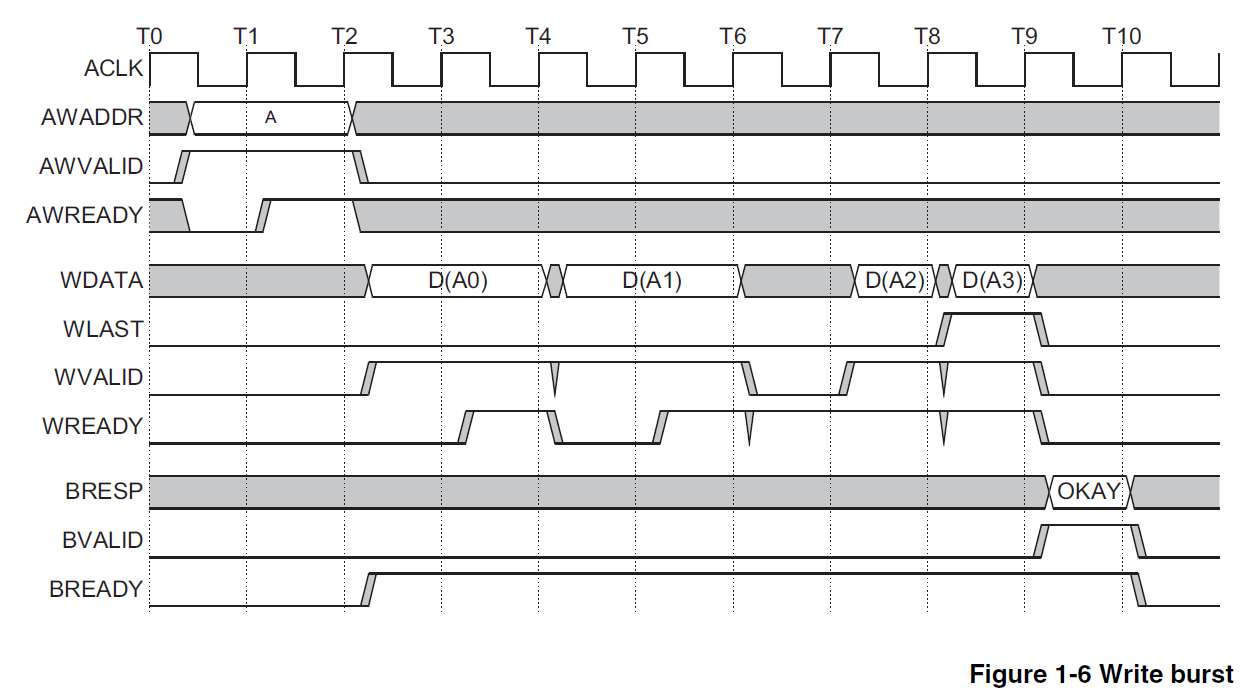 T0 T1 T2 T3 T4 T5 T6 T7 T8 T9 T10
ACLK
AWADDR A
AWVALID
AWREADY
WDATA D(A0) D(A1) D(A2) D(A3)
WLAST
WVALID
WREADY
BRESP OKAY
BVALID
BREADY
Figure 1-6 Write burst